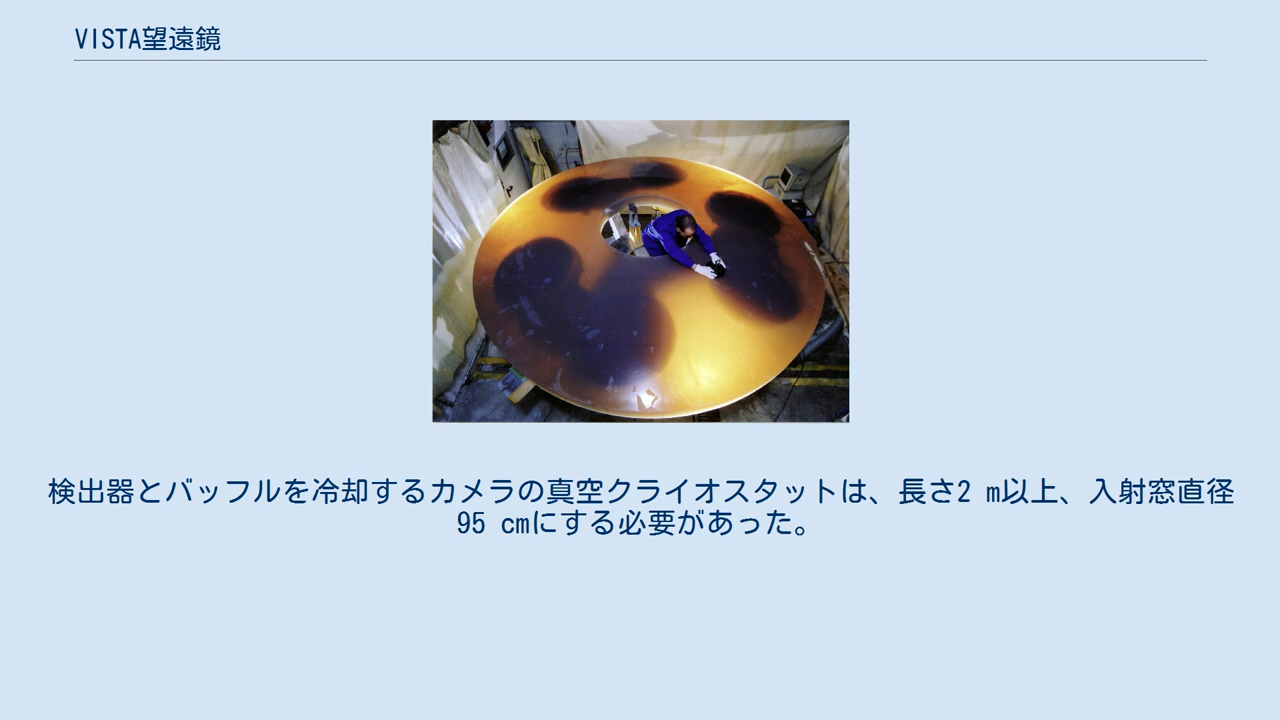 VISTA望遠鏡
検出器とバッフルを冷却するカメラの真空クライオスタットは、長さ2 m以上、入射窓直径
95 cmにする必要があった。